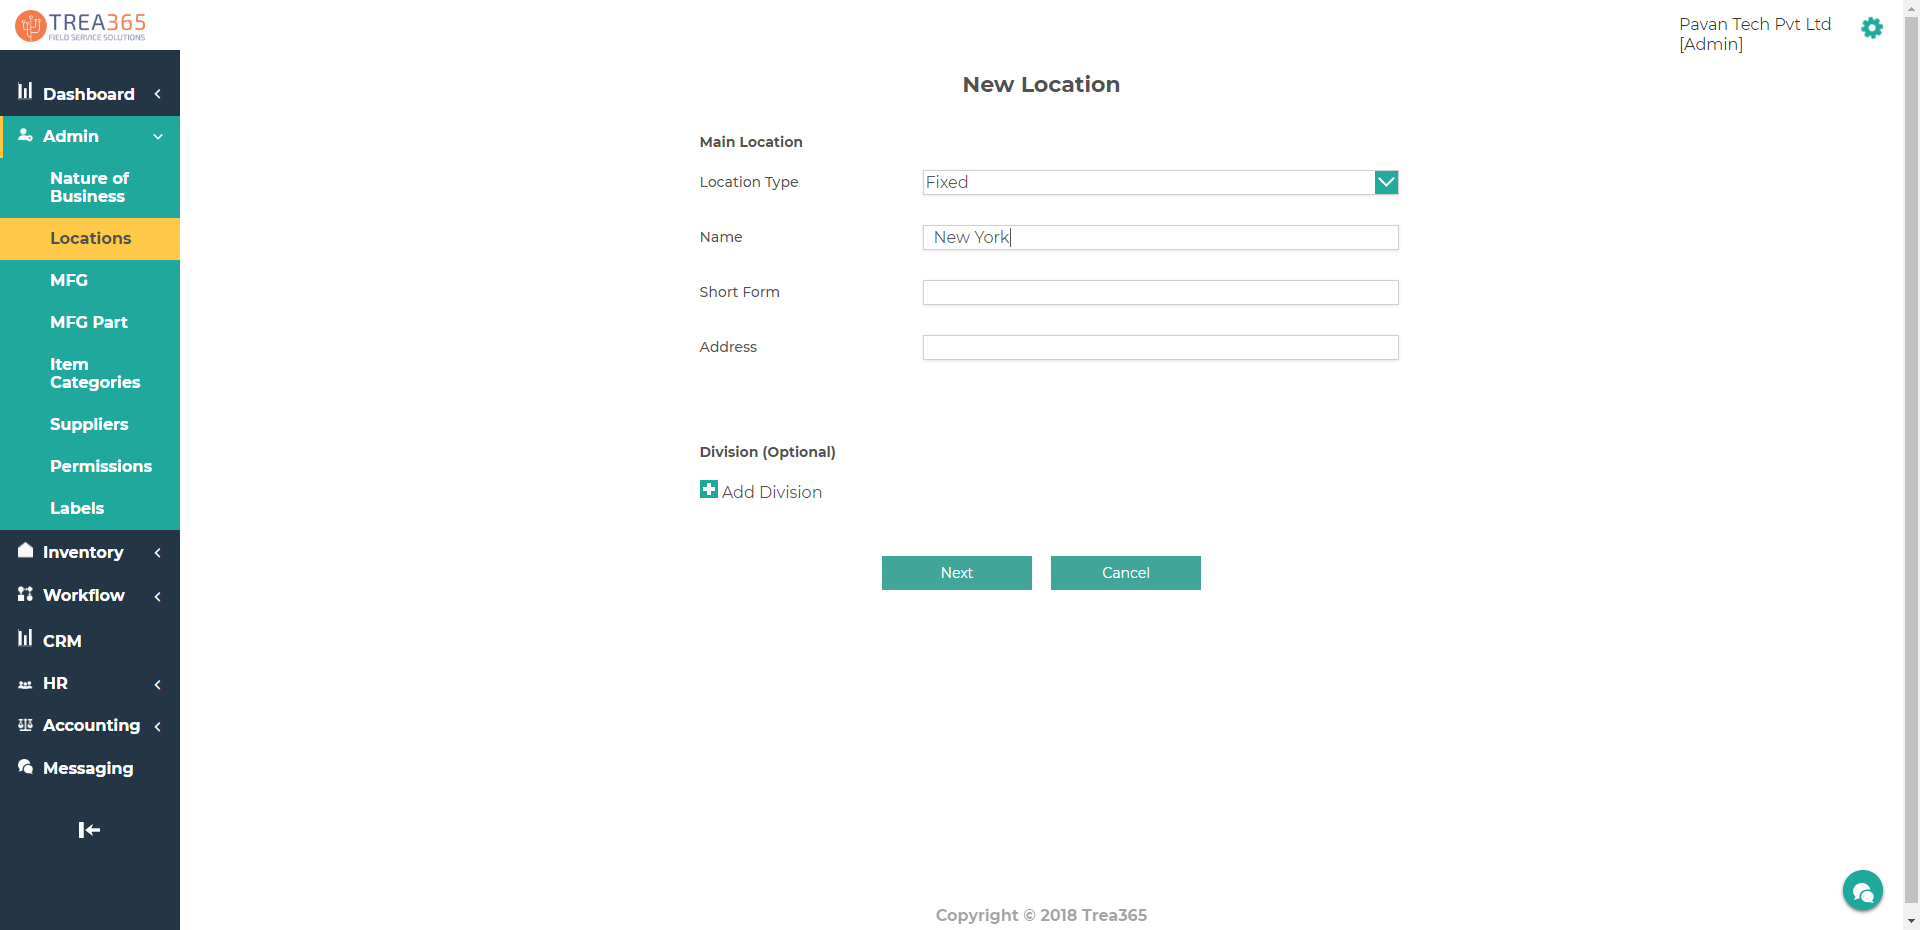 TREA365
FIELD SERVICE SOLUTIONS
Pavan Tech Pvt Ltd
[Admin]
Dashboard
Admin
Nature of
Business
Locations
MFG
MFG Part
Item
Categories
Suppliers
Permissions
Labels
Inventory
Workflow
CRM
HR
Accounting
Messaging
New Location
Main Location
Location Type
Fixed
Name
New York
Short Form
Address
Division (Optional)
Add Division
Next
Cancel
Copyright © 2018 Trea365